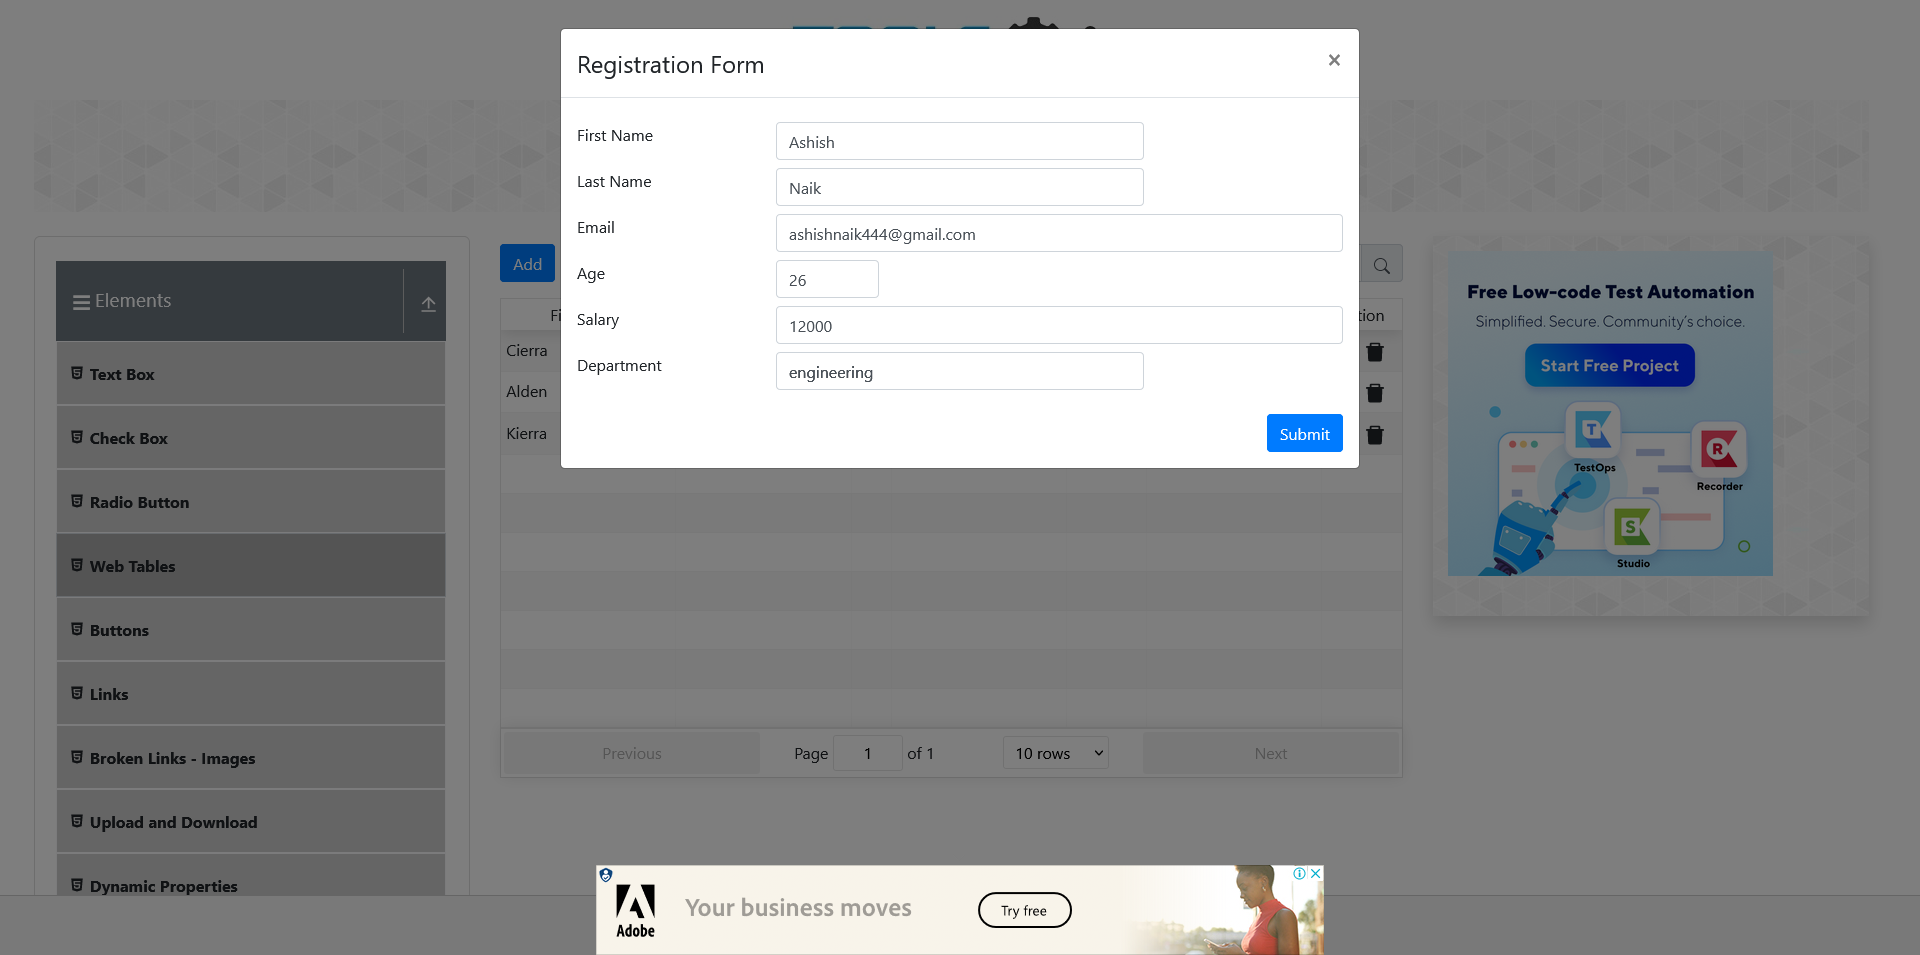 Registration Form
×
First Name
Ashish
Last Name
Naik
Email
ashishnaik444@gmail.com
Age
26
Salary
12000
Department
engineering
Submit
Elements
Text Box
Check Box
Radio Button
Web Tables
Buttons
Links
Broken Links - Images
Upload and Download
Dynamic Properties
Add
Cierra
Alden
Kierra
Previous
Page 1 of 1
10 rows
Next
Free Low-code Test Automation
Simplified. Secure. Community's choice.
Start Free Project
T
TestOps
R
Recorder
S
Studio
Adobe
Your business moves
Try free